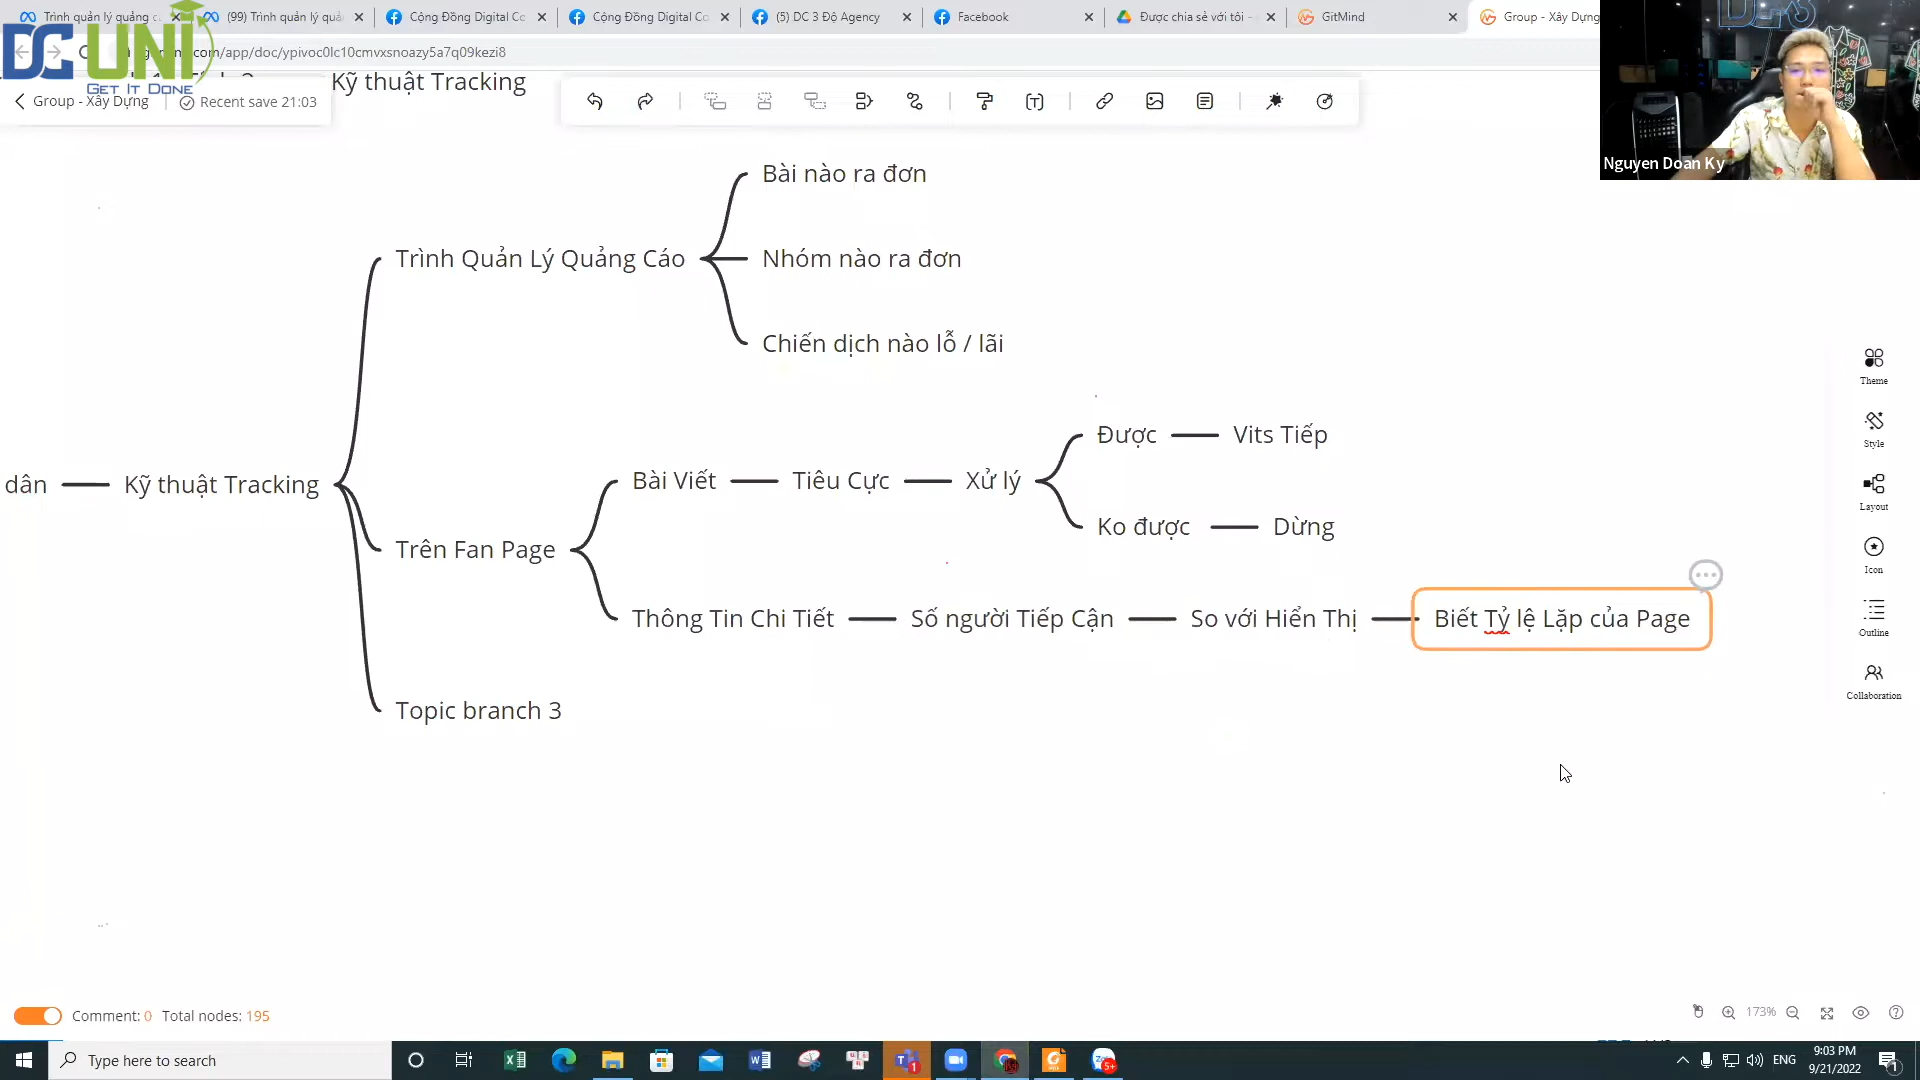 Trình quản lý quảng c
(99) Trình quản lý quả
Cộng Đồng Digital Co
Cộng Đồng Digital Co
(5) DC 3 Độ Agency
Facebook
Được chia sẻ với tôi -
GitMind
Group - Xây Dựng
DC UNI
GET IT DONE
com/app/doc/ypivoc0lc10cmvxsnoazy5a7q09kezi8
Kỹ thuật Tracking
Group - Xây Dựng
Recent save 21:03
Nguyen Doan Ky
Bài nào ra đơn
Trình Quản Lý Quảng Cáo
Nhóm nào ra đơn
Chiến dịch nào lỗ / lãi
Theme
Style
Layout
Icon
Outline
Collaboration
Được
Vits Tiếp
dân
Kỹ thuật Tracking
Bài Viết
Tiêu Cực
Xử lý
Ko được
Dừng
Trên Fan Page
Thông Tin Chi Tiết
Số người Tiếp Cận
So với Hiển Thị
Biết Tỷ lệ Lặp của Page
Topic branch 3
Comment: 0 Total nodes: 195
173%
Type here to search
ENG
9:03 PM
9/21/2022